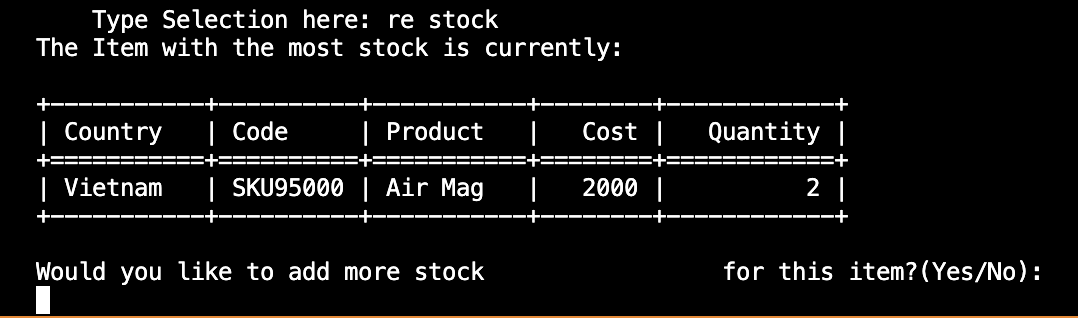 Type Selection here: re stock
The Item with the most stock is currently:
+-----------+----------+-----------+--------+------------+
| Country   | Code     | Product   |   Cost |   Quantity |
+===========+==========+===========+========+============+
| Vietnam   | SKU95000 | Air Mag   |   2000 |          2 |
+-----------+----------+-----------+--------+------------+
Would you like to add more stock                 for this item?(Yes/No):